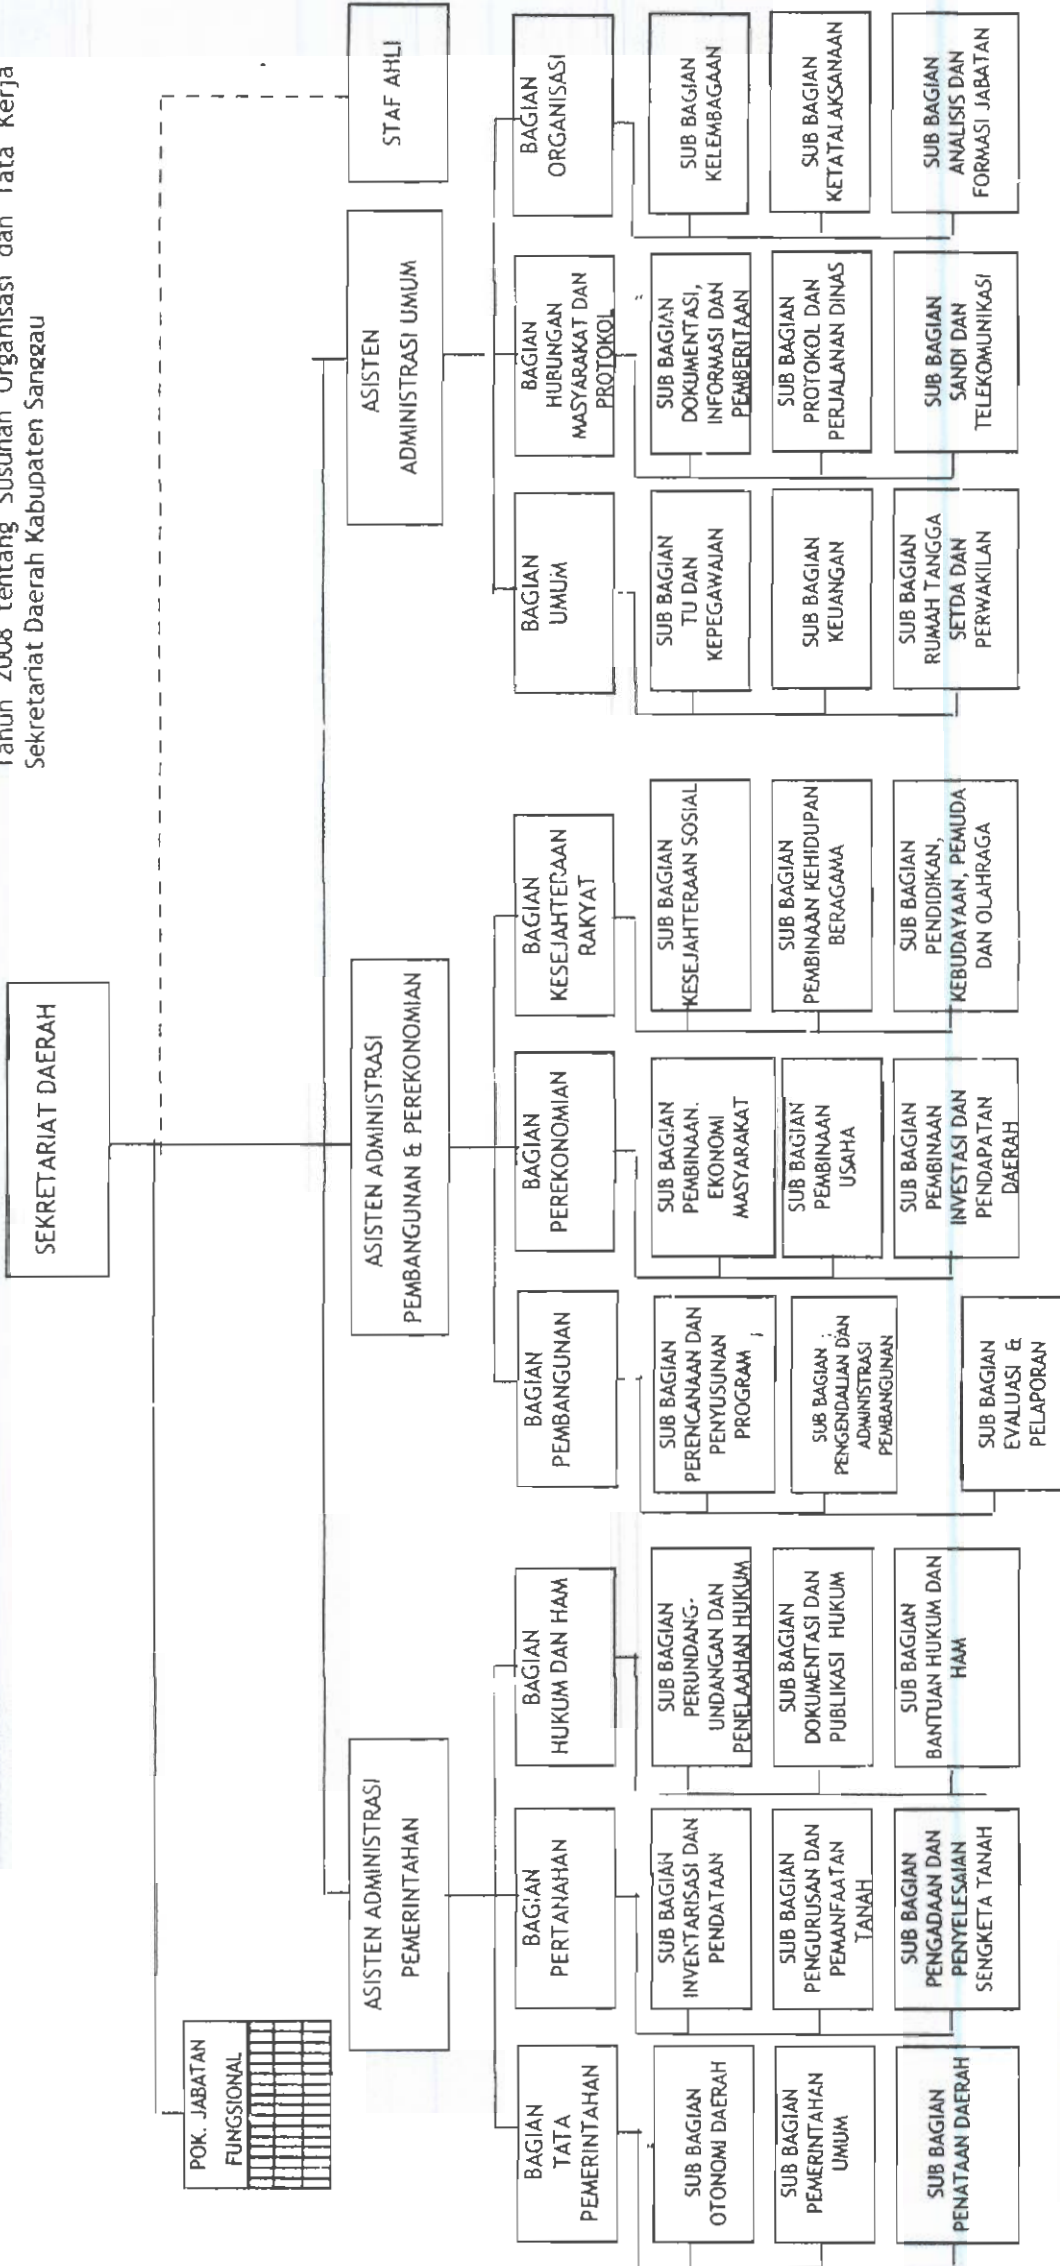 Tahun 2008 tentang Susunan Organisasi dan Tata Kerja
Sekretariat Daerah Kabupaten Sanggau
SEKRETARIAT DAERAH
POK. JABATAN
FUNGSIONAL
STAF AHLI
ASISTEN ADMINISTRASI
PEMERINTAHAN
ASISTEN ADMINISTRASI
PEMBANGUNAN & PEREKONOMIAN
ASISTEN
ADMINISTRASI UMUM
BAGIAN
TATA
PEMERINTAHAN
BAGIAN
PERTANAHAN
BAGIAN
HUKUM DAN HAM
BAGIAN
PEMBANGUNAN
BAGIAN
PEREKONOMIAN
BAGIAN
KESEJAHTERAAN
RAKYAT
BAGIAN
UMUM
BAGIAN
HUBUNGAN
MASYARAKAT DAN
PROTOKOL
BAGIAN
ORGANISASI
SUB BAGIAN
OTONOMI DAERAH
SUB BAGIAN
INVENTARISASI DAN
PENDATAAN
SUB BAGIAN
PERUNDANG-
UNDANGAN DAN
PENELAAHAN HUKUM
SUB BAGIAN
PERENCANAAN DAN
PENYUSUNAN
PROGRAM
SUB BAGIAN
PEMBINAAN.
EKONOMI
MASYARAKAT
SUB BAGIAN
KESEJAHTERAAN SOSIAL
SUB BAGIAN
TU DAN
KEPEGAWAIAN
SUB BAGIAN
DOKUMENTASI,
INFORMASI DAN
PEMBERITAAN
SUB BAGIAN
KELEMBAGAAN
SUB BAGIAN
PEMERINTAHAN
UMUM
SUB BAGIAN
PENGURUSAN DAN
PEMANFAATAN
TANAH
SUB BAGIAN
DOKUMENTASI DAN
PUBLIKASI HUKUM
SUB BAGIAN
PENGENDALIAN DAN
ADMINISTRASI
PEMBANGUNAN
SUB BAGIAN
PEMBINAAN
USAHA
SUB BAGIAN
PEMBINAAN KEHIDUPAN
BERAGAMA
SUB BAGIAN
KEUANGAN
SUB BAGIAN
PROTOKOL DAN
PERJALANAN DINAS
SUB BAGIAN
KETATALAKSANAAN
SUB BAGIAN
PENATAAN DAERAH
SUB BAGIAN
PENGADAAN DAN
PENYELESAIAN
SENGKETA TANAH
SUB BAGIAN
BANTUAN HUKUM DAN
HAM
SUB BAGIAN
EVALUASI &
PELAPORAN
SUB BAGIAN
PEMBINAAN
INVESTASI DAN
PENDAPATAN
DAERAH
SUB BAGIAN
PENDIDIKAN,
KEBUDAYAAN, PEMUDA
DAN OLAHRAGA
SUB BAGIAN
RUMAH TANGGA
SETDA DAN
PERWAKILAN
SUB BAGIAN
SANDI DAN
TELEKOMUNIKASI
SUB BAGIAN
ANALISIS DAN
FORMASI JABATAN